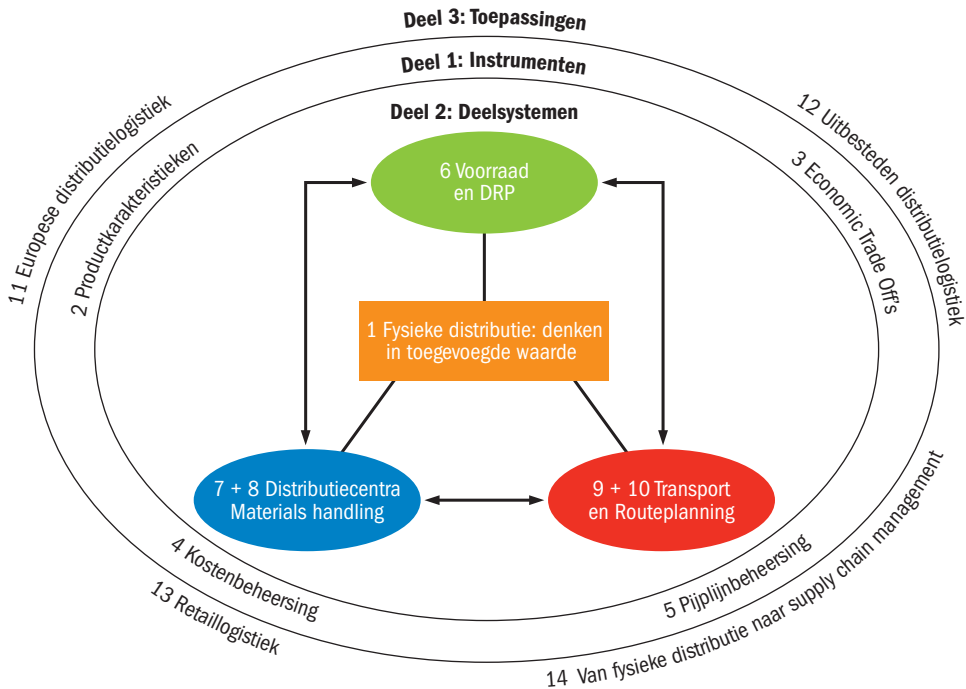 Deel 3: Toepassingen
Deel 1: Instrumenten
Deel 2: Deelsystemen
11 Europese distributielogistiek
2 Productkarakteristieken
12 Uitbesteden distributielogistiek
3 Economic Trade Off's
6 Voorraad
en DRP
1 Fysieke distributie: denken
in toegevoegde waarde
7 + 8 Distributiecentra
Materials handling
9 + 10 Transport
en Routeplanning
4 Kostenbeheersing
5 Pijplijnbeheersing
13 Retaillogistiek
14 Van fysieke distributie naar supply chain management